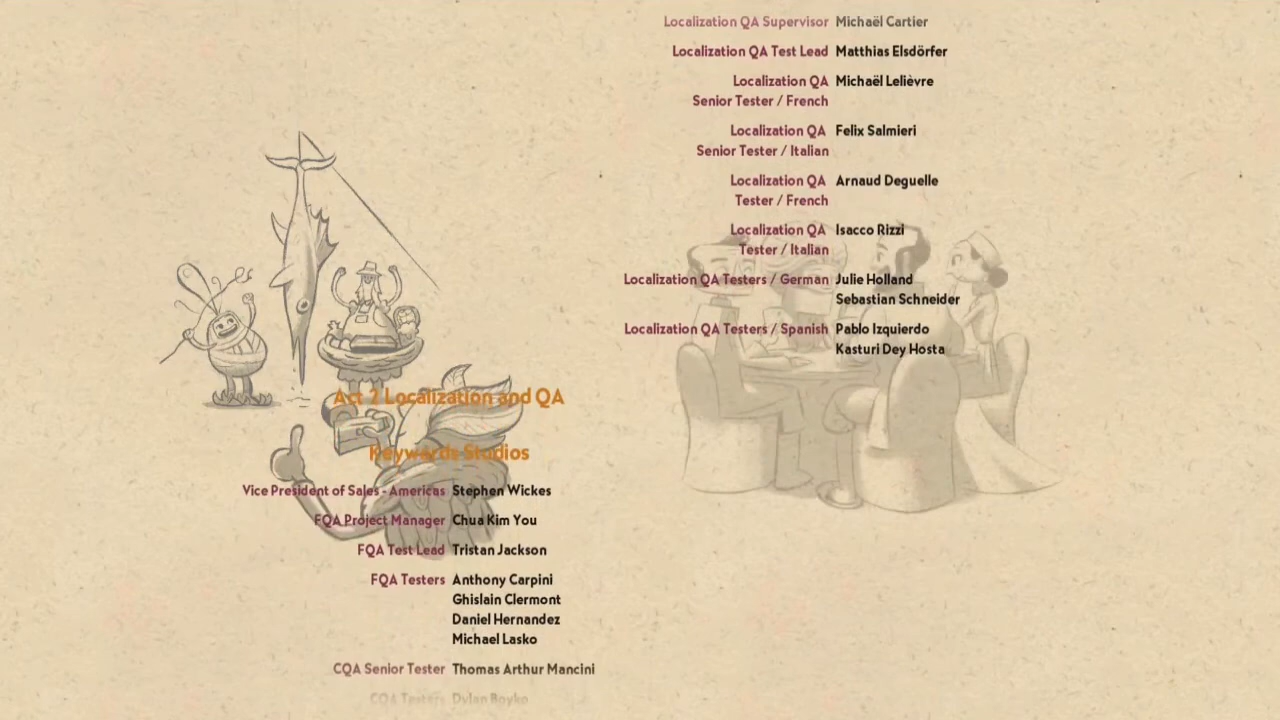 Localization QA Supervisor Michaël Cartier
Localization QA Test Lead Matthias Elsdörfer
Localization QA Michaël Lelièvre
Senior Tester / French
Localization QA Felix Salmieri
Senior Tester / Italian
Localization QA Arnaud Deguelle
Tester / French
Localization QA Isacco Rizzi
Tester / Italian
Localization QA Testers / German Julie Holland
Sebastian Schneider
Localization QA Testers / Spanish Pablo Izquierdo
Kasturi Dey Hosta
Act 2 Localization and QA
Keywords Studios
Vice President of Sales - Americas Stephen Wickes
FQA Project Manager Chua Kim You
FQA Test Lead Tristan Jackson
FQA Testers Anthony Carpini
Ghislain Clermont
Daniel Hernandez
Michael Lasko
CQA Senior Tester Thomas Arthur Mancini
CQA Testers Dylan Boyko